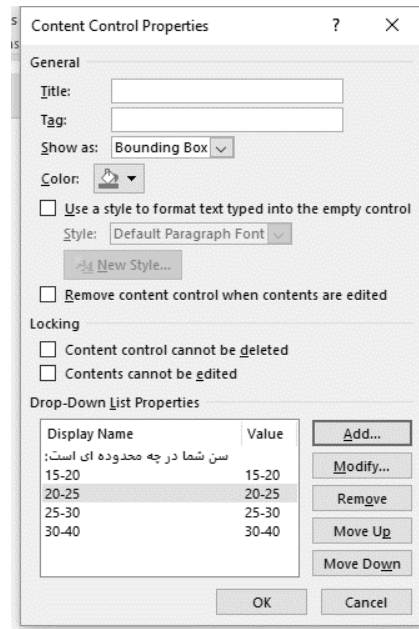 Content Control Properties ? ×
General
Title:
Tag:
Show as: Bounding Box
Color:
Use a style to format text typed into the empty control
Style: Default Paragraph Font
New Style...
Remove content control when contents are edited
Locking
Content control cannot be deleted
Contents cannot be edited
Drop-Down List Properties
Display Name Value Add...
سن شما در چه محدوده ای است:
15-20 15-20 Modify...
20-25 20-25 Remove
25-30 25-30
30-40 30-40 Move Up
Move Down
OK Cancel